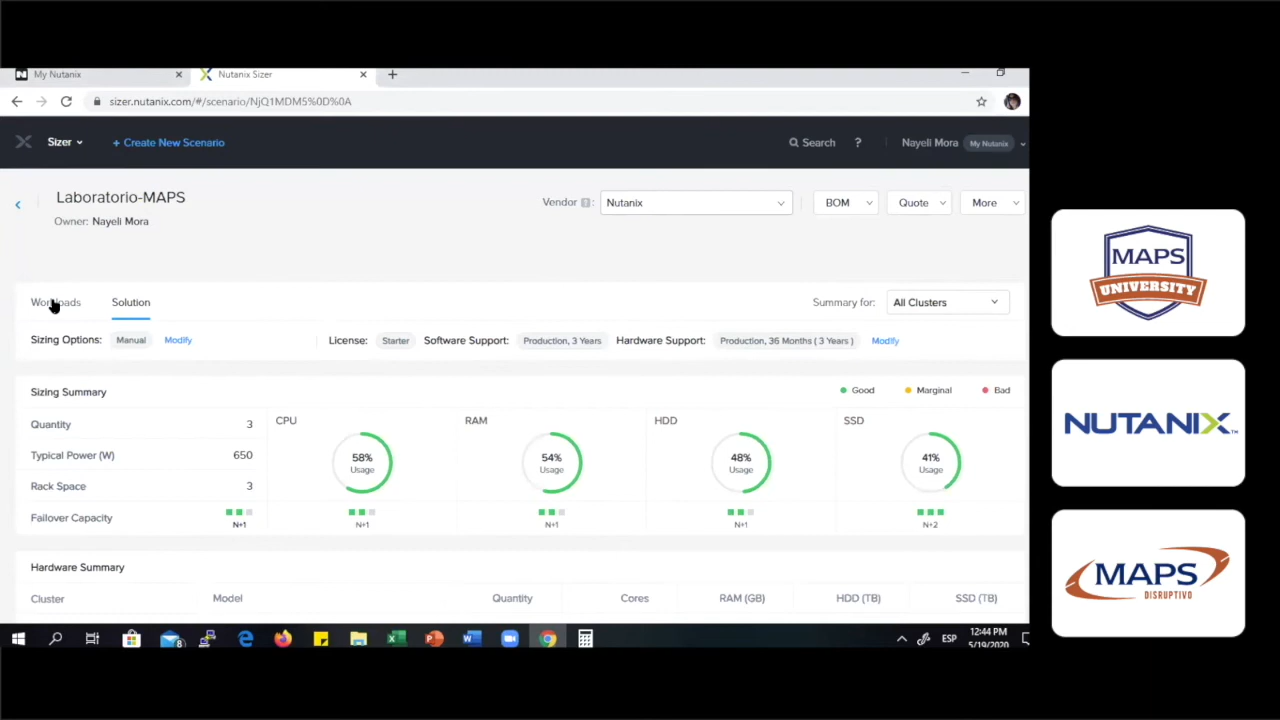 My Nutanix
Nutanix Sizer
sizer.nutanix.com/#/scenario/NjQ1MDM5%0D%0A
Sizer
+ Create New Scenario
Search
?
Nayeli Mora
My Nutanix
Laboratorio-MAPS
Owner: Nayeli Mora
Vendor
:
Nutanix
BOM
Quote
More
Workloads
Solution
Summary for:
All Clusters
Sizing Options:
Manual
Modify
License:
Starter
Software Support:
Production, 3 Years
Hardware Support:
Production, 36 Months ( 3 Years )
Modify
Sizing Summary
Good
Marginal
Bad
Quantity
3
Typical Power (W)
650
Rack Space
3
Failover Capacity
N+1
CPU
58%
Usage
N+1
RAM
54%
Usage
N+1
HDD
48%
Usage
N+1
SSD
41%
Usage
N+2
Hardware Summary
Cluster
Model
Quantity
Cores
RAM (GB)
HDD (TB)
SSD (TB)
8
ESP
12:44 PM
5/19/2020
MAPS
UNIVERSITY
NUTANIX™
MAPS
DISRUPTIVO